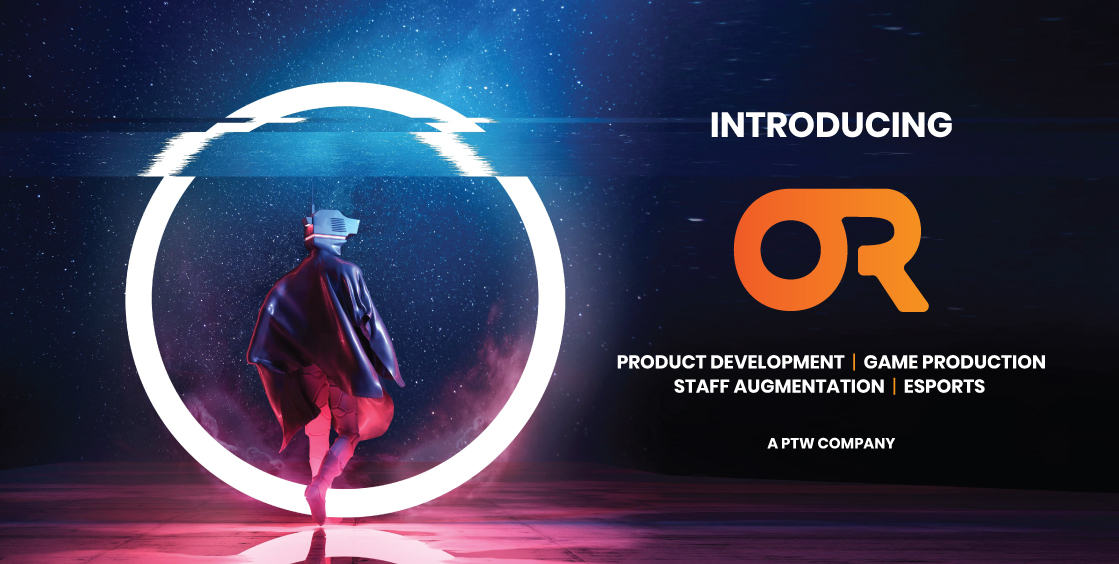 INTRODUCING
OR
PRODUCT DEVELOPMENT | GAME PRODUCTION
STAFF AUGMENTATION | ESPORTS
A PTW COMPANY